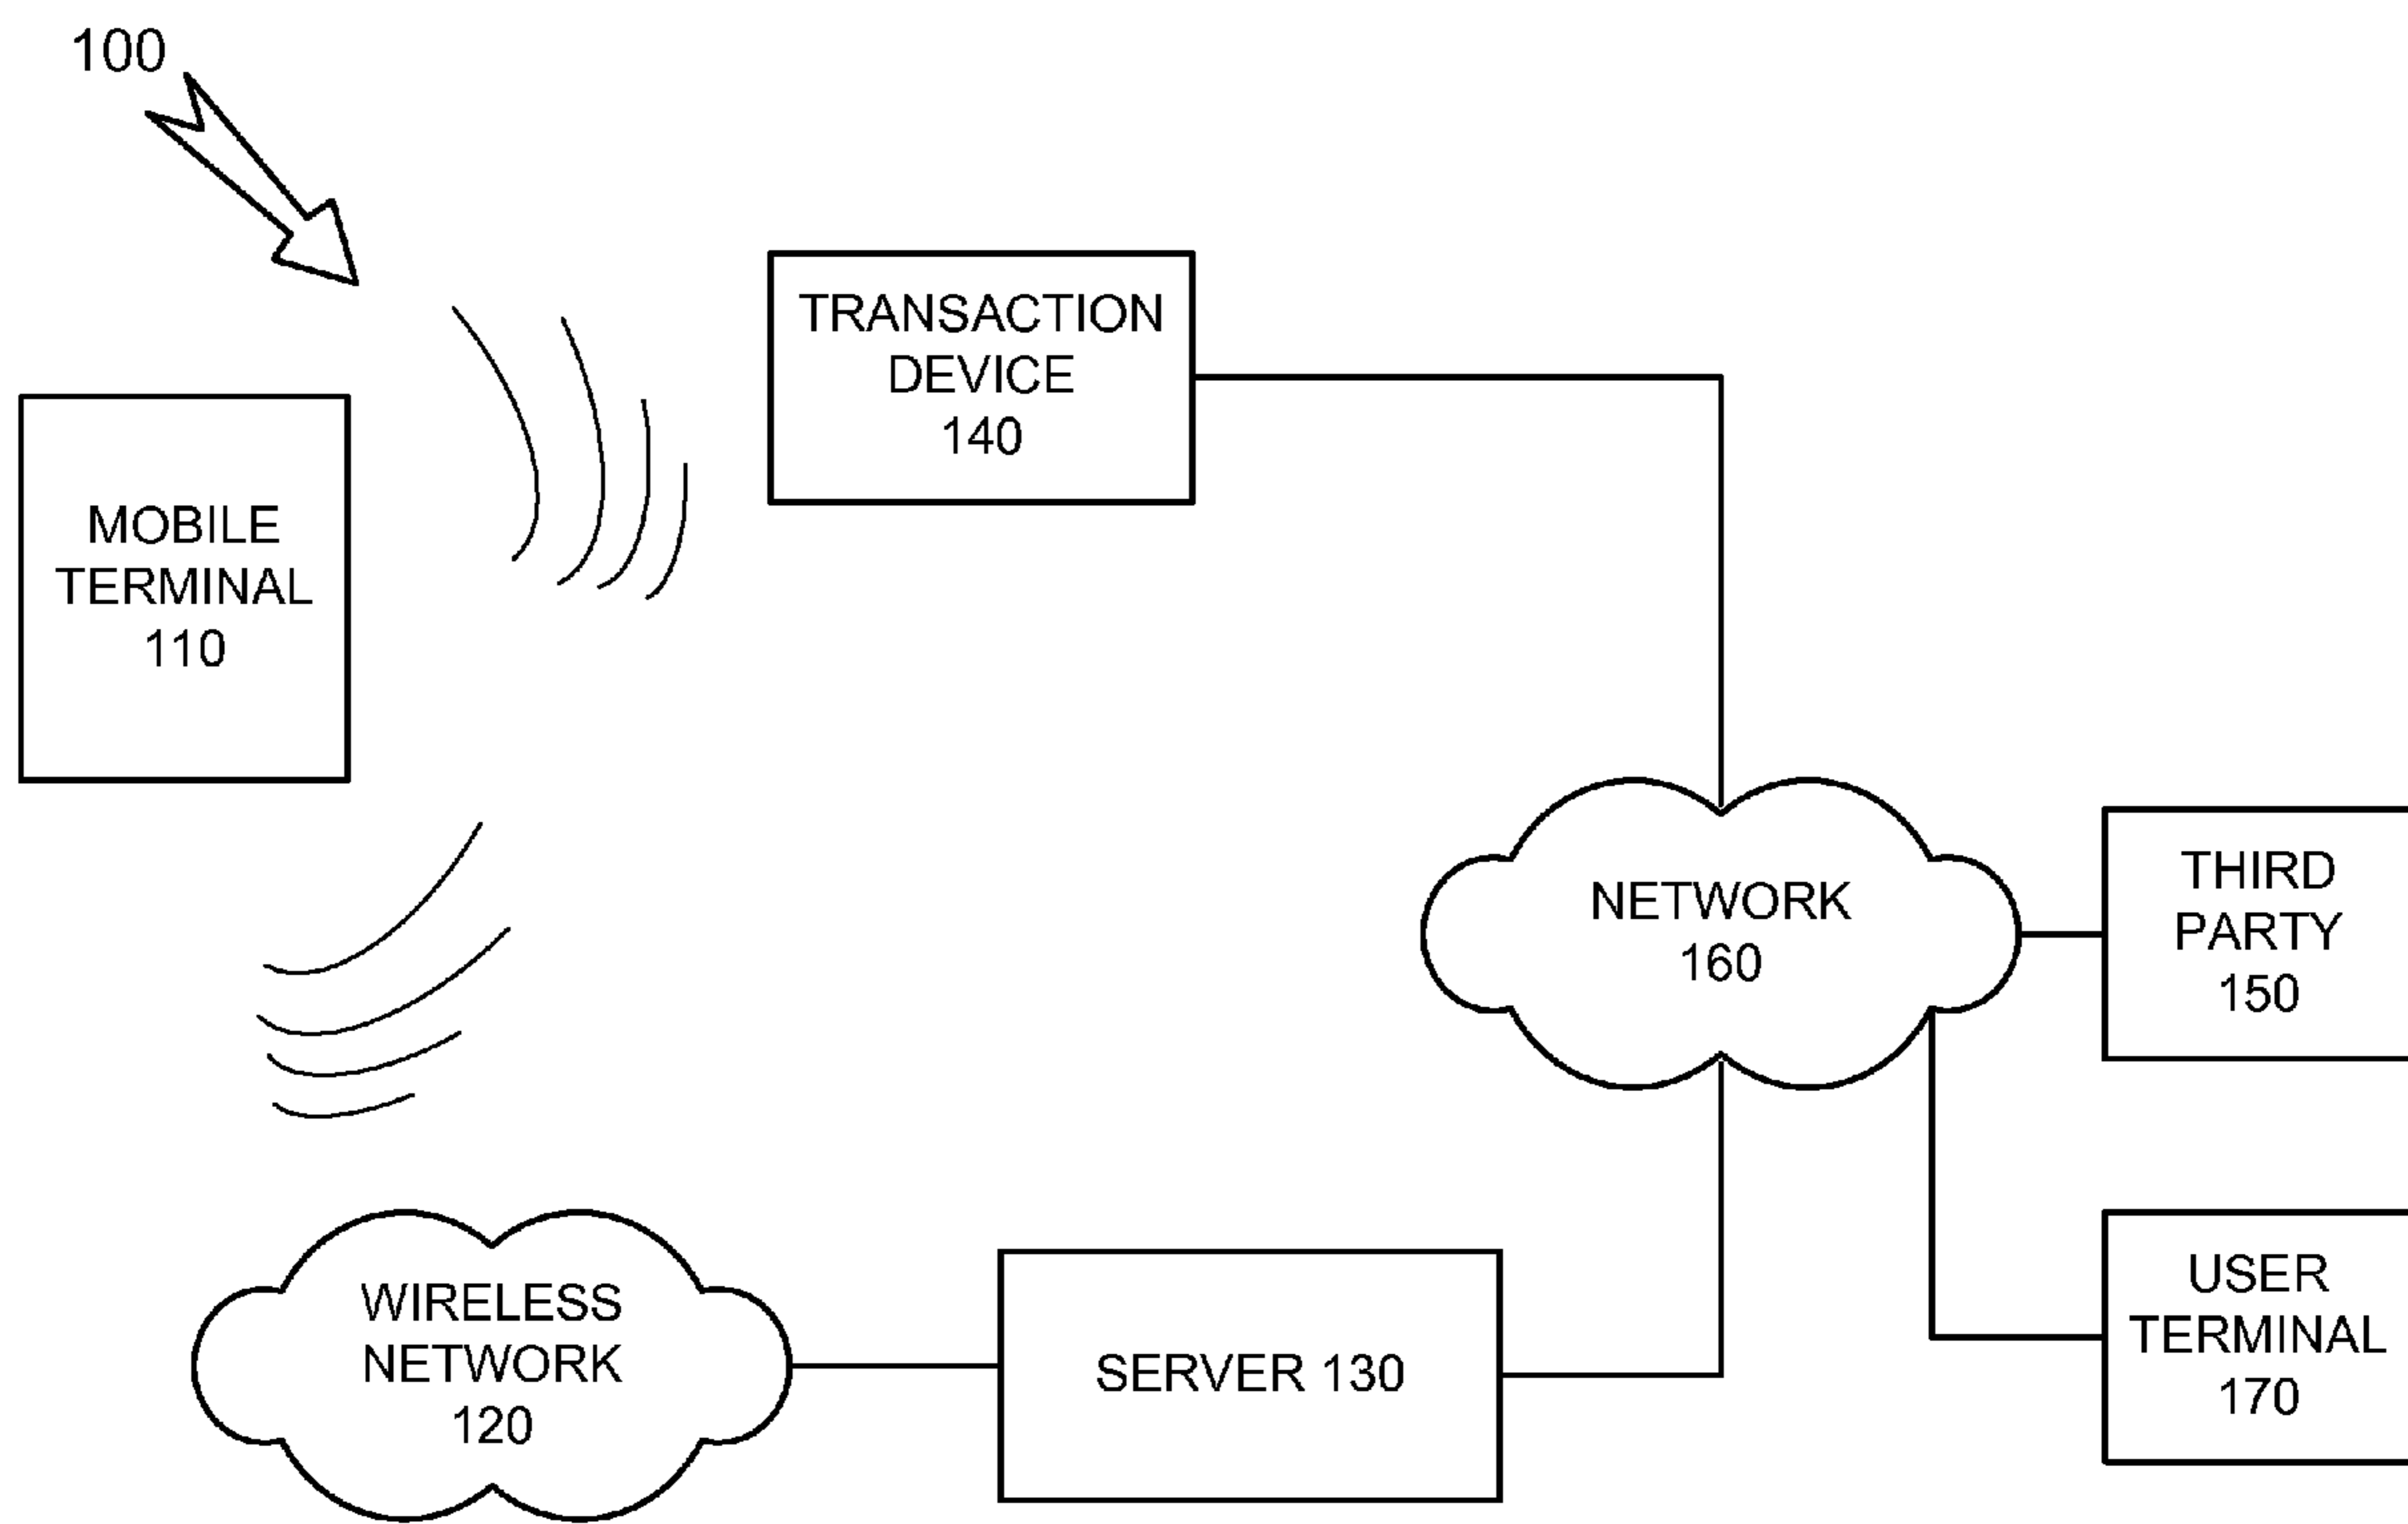 100
TRANSACTION
DEVICE
140
MOBILE
TERMINAL
110
NETWORK
160
THIRD
PARTY
150
WIRELESS
NETWORK
120
SERVER 130
USER
TERMINAL
170